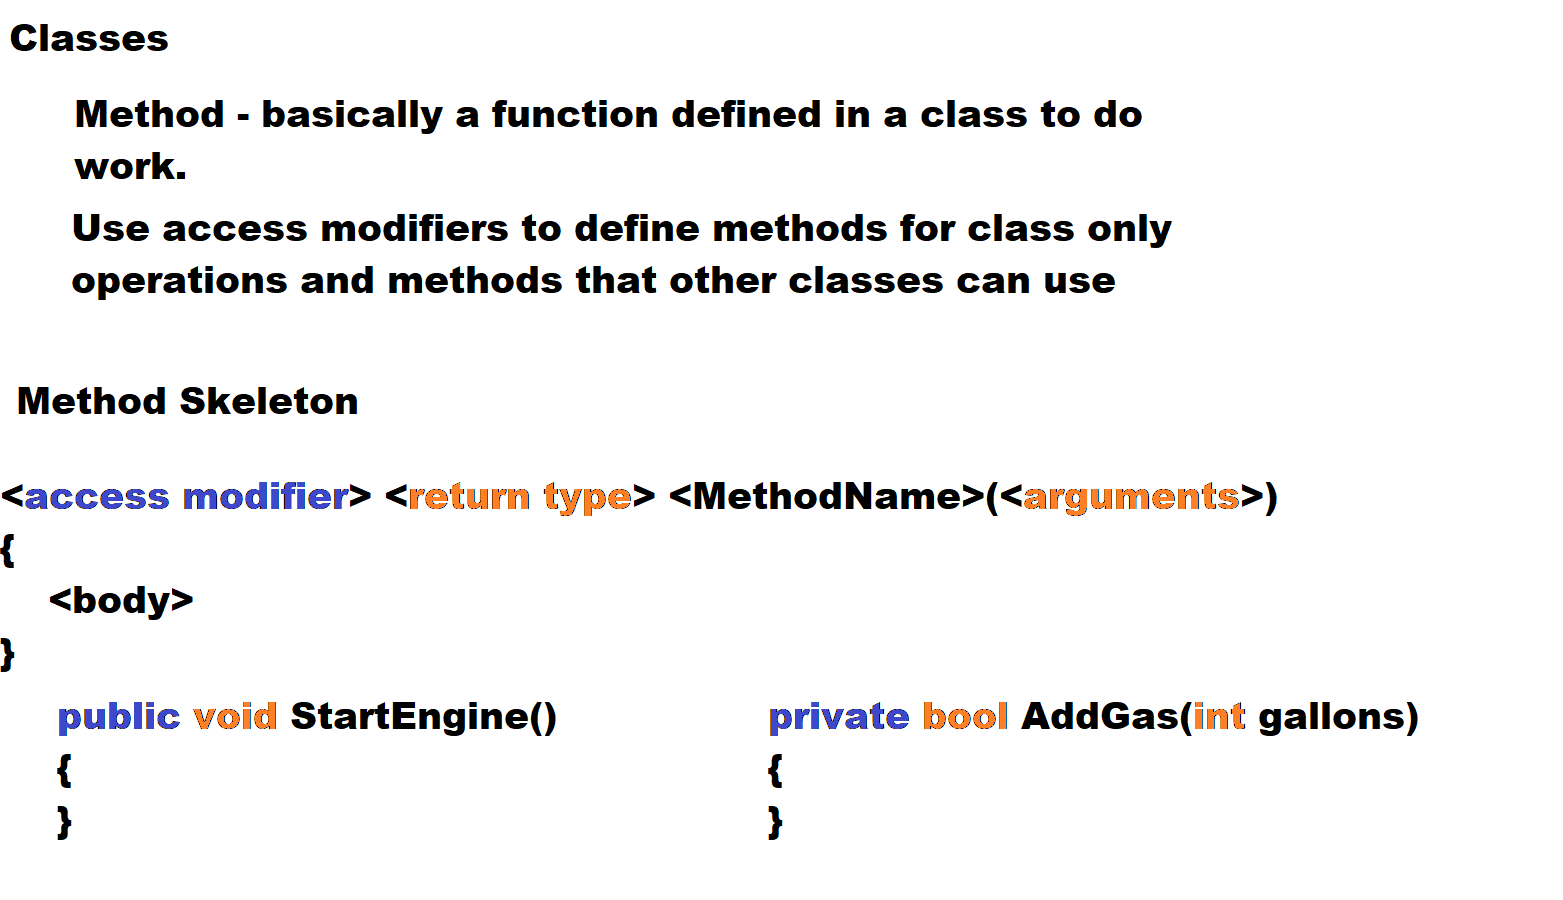 Classes
Method - basically a function defined in a class to do
work.
Use access modifiers to define methods for class only
operations and methods that other classes can use
Method Skeleton
<access modifier> <return type> <MethodName>(<arguments>)
{
<body>
}
public void StartEngine()
{
}
private bool AddGas(int gallons)
{
}